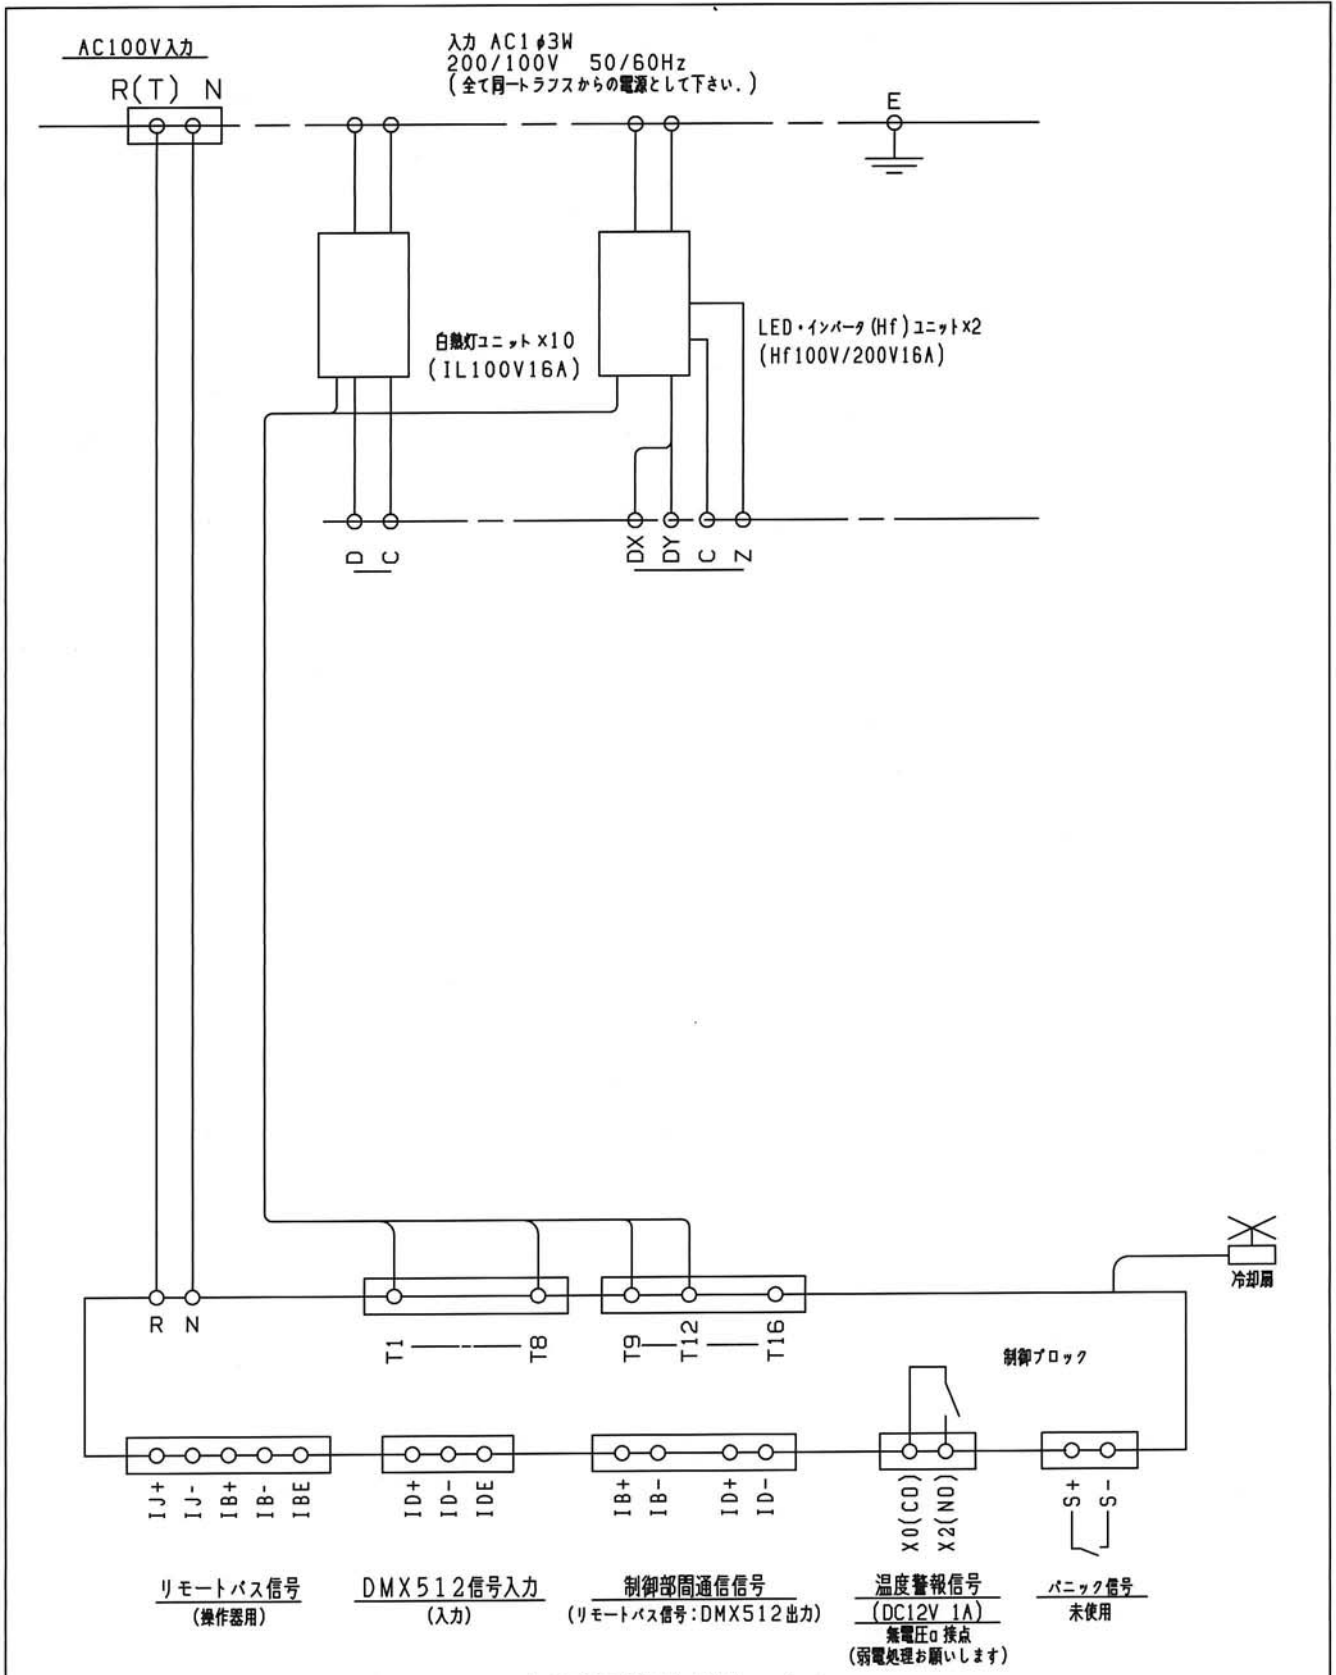 AC100V入力
R(T) N
入力 AC1φ3W
200/100V 50/60Hz
(全て同一トランスからの電源として下さい.)
E
白熱灯ユニット×10
(IL100V16A)
LED・インバータ(Hf)ユニット×2
(Hf100V/200V16A)
D C
DX DY C Z
冷却扇
R N
T1 T8
T9 T12 T16
制御ブロック
IJ+ IJ- IB+ IB- IBE
ID+ ID- IDE
IB+ IB- ID+ ID-
X0(C0) X2(NO)
S+ S-
リモートバス信号
(操作器用)
DMX512信号入力
(入力)
制御部間通信信号
(リモートバス信号:DMX512出力)
温度警報信号
(DC12V 1A)
無電圧a接点
(弱電処理お願いします)
パニック信号
未使用